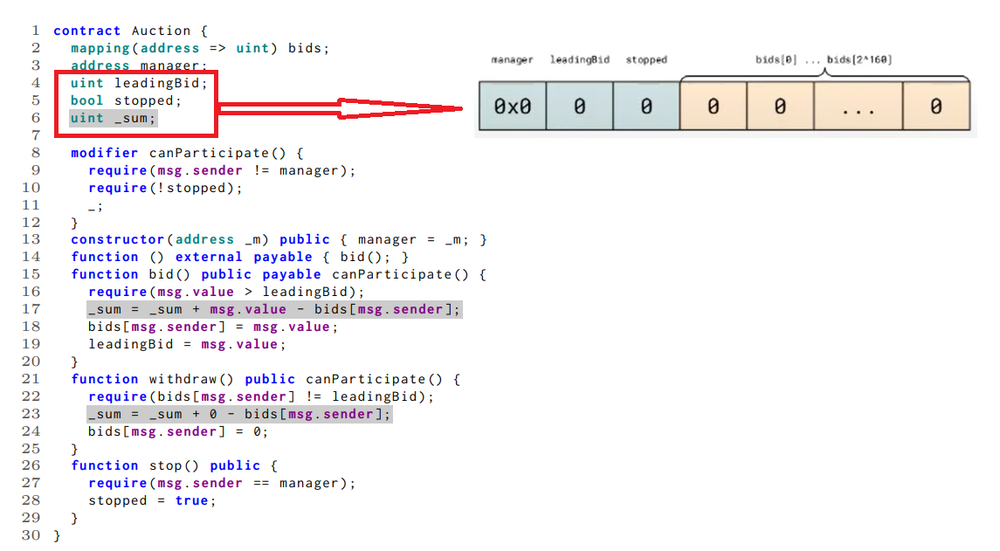 1 contract Auction {
2 mapping(address => uint) bids;
3 address manager;
4 uint leadingBid;
5 bool stopped;
6 uint _sum;
7
8 modifier canParticipate() {
9 require(msg.sender != manager);
10 require(!stopped);
11 _;
12 }
13 constructor(address _m) public { manager = _m; }
14 function () external payable { bid(); }
15 function bid() public payable canParticipate() {
16 require(msg.value > leadingBid);
17 _sum = _sum + msg.value - bids[msg.sender];
18 bids[msg.sender] = msg.value;
19 leadingBid = msg.value;
20 }
21 function withdraw() public canParticipate() {
22 require(bids[msg.sender] != leadingBid);
23 _sum = _sum + 0 - bids[msg.sender];
24 bids[msg.sender] = 0;
25 }
26 function stop() public {
27 require(msg.sender == manager);
28 stopped = true;
29 }
30 }
manager leadingBid stopped bids[0] ... bids[2^160]
0x0 0 0 0 0 ... 0